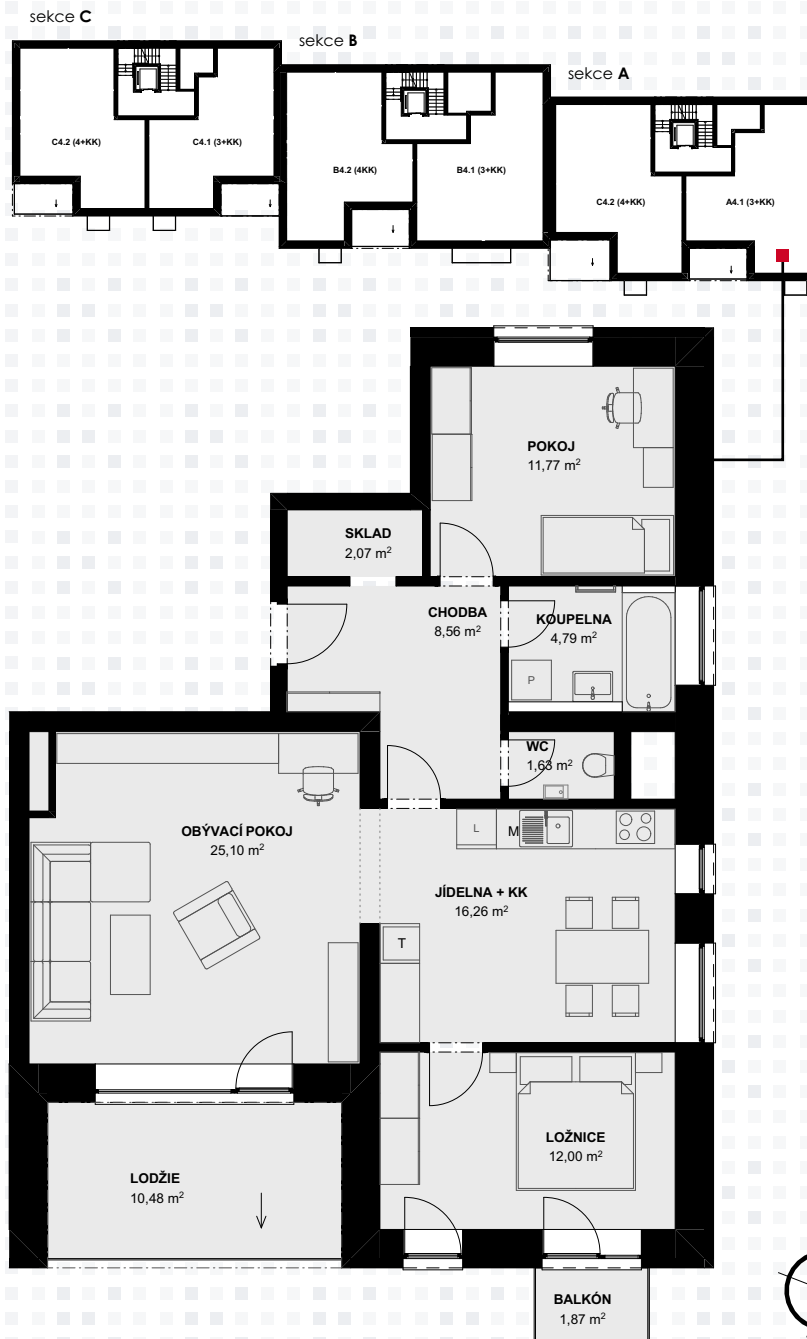 sekce C
sekce B
sekce A
C4.2 (4+KK)
C4.1 (3+KK)
B4.2 (4KK)
B4.1 (3+KK)
C4.2 (4+KK)
A4.1 (3+KK)
POKOJ
11,77 m²
SKLAD
2,07 m²
CHODBA
8,56 m²
KOUPELNA
4,79 m²
P
WC
1,63 m²
OBÝVACÍ POKOJ
25,10 m²
L
M
JÍDELNA + KK
16,26 m²
T
LOŽNICE
12,00 m²
LODŽIE
10,48 m²
BALKÓN
1,87 m²